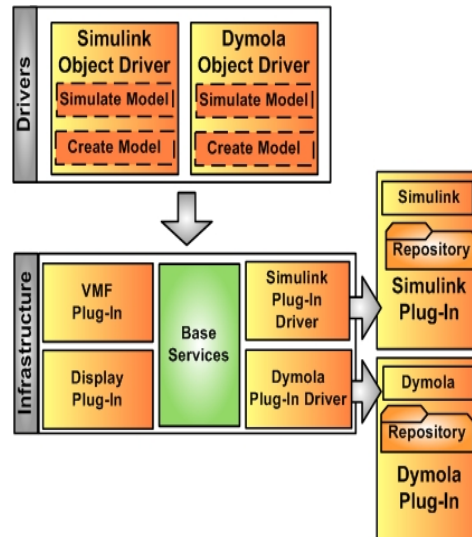 Drivers
Simulink
Object Driver
Simulate Model
Create Model
Dymola
Object Driver
Simulate Model
Create Model
Infrastructure
VMF
Plug-In
Display
Plug-In
Base
Services
Simulink
Plug-In
Driver
Dymola
Plug-In Driver
Simulink
Repository
Simulink
Plug-In
Dymola
Repository
Dymola
Plug-In